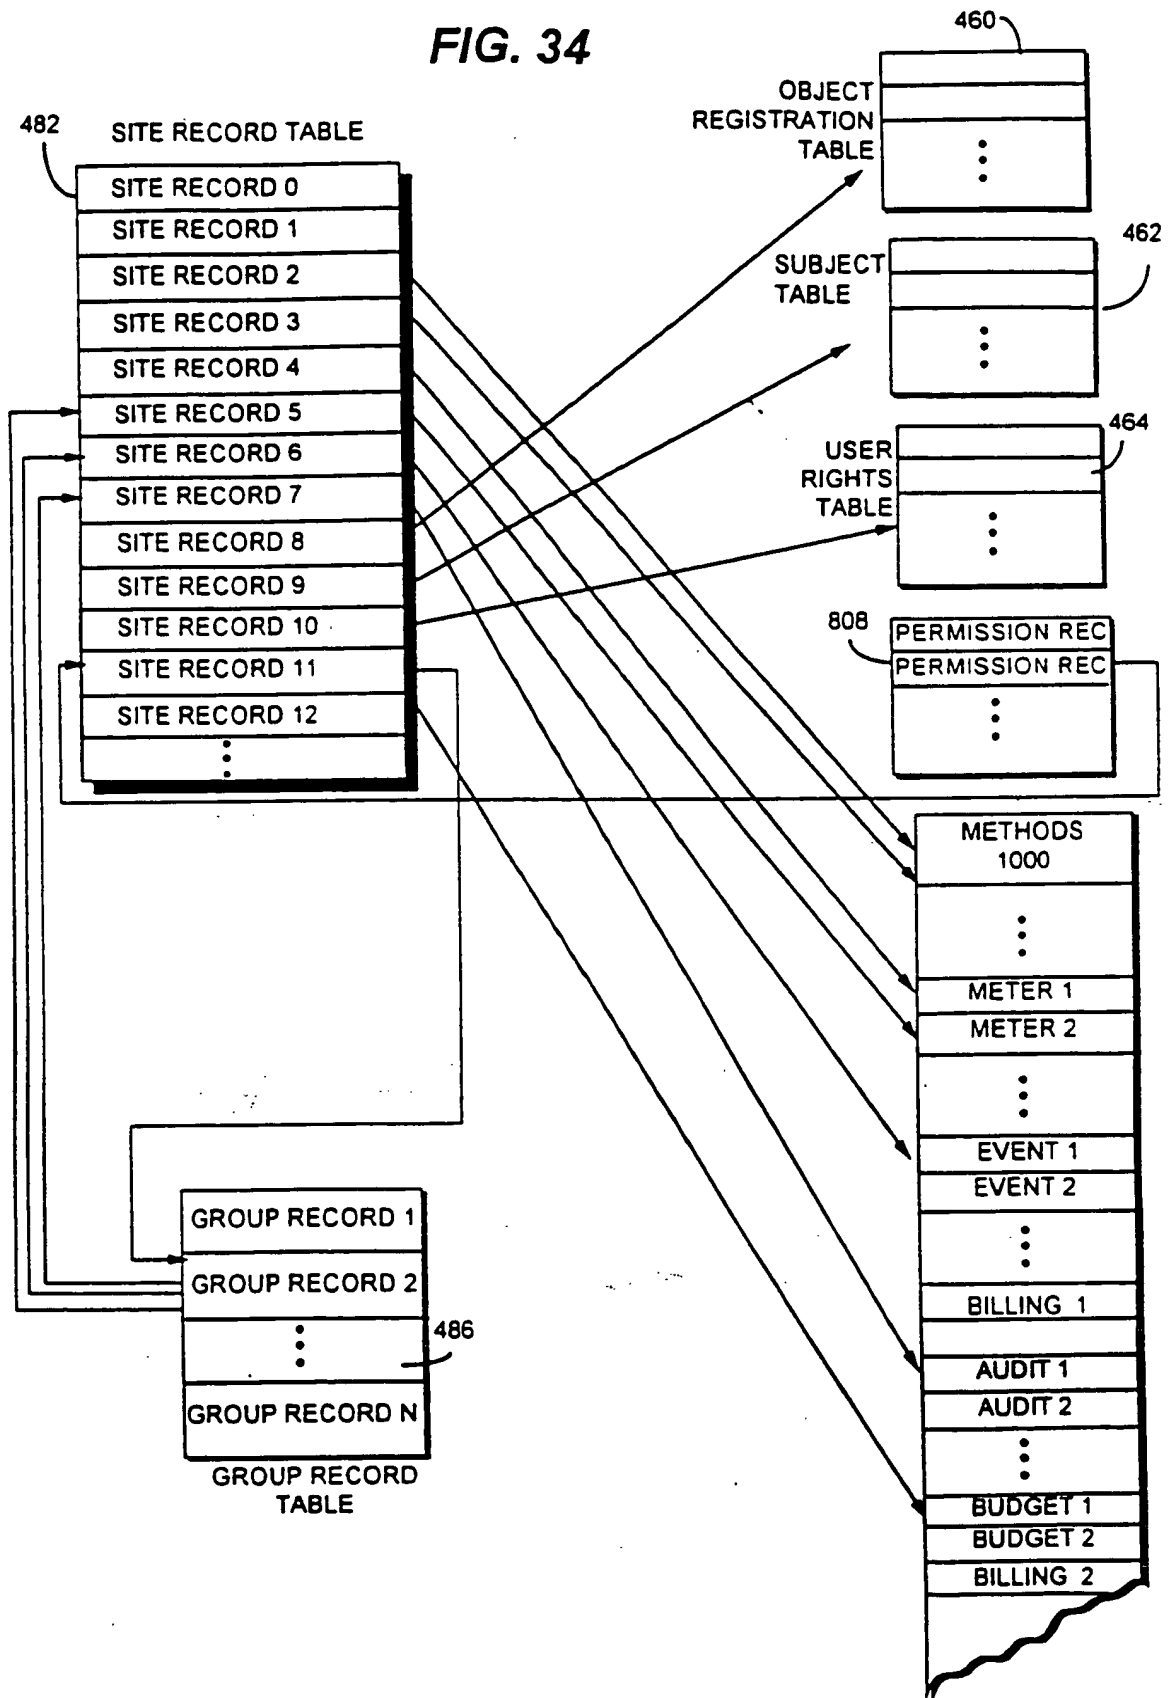 FIG. 34
482
SITE RECORD TABLE
SITE RECORD 0
SITE RECORD 1
SITE RECORD 2
SITE RECORD 3
SITE RECORD 4
SITE RECORD 5
SITE RECORD 6
SITE RECORD 7
SITE RECORD 8
SITE RECORD 9
SITE RECORD 10
SITE RECORD 11
SITE RECORD 12
460
OBJECT
REGISTRATION
TABLE
462
SUBJECT
TABLE
464
USER
RIGHTS
TABLE
808
PERMISSION REC
PERMISSION REC
METHODS
1000
METER 1
METER 2
EVENT 1
EVENT 2
BILLING 1
AUDIT 1
AUDIT 2
BUDGET 1
BUDGET 2
BILLING 2
GROUP RECORD 1
GROUP RECORD 2
486
GROUP RECORD N
GROUP RECORD
TABLE